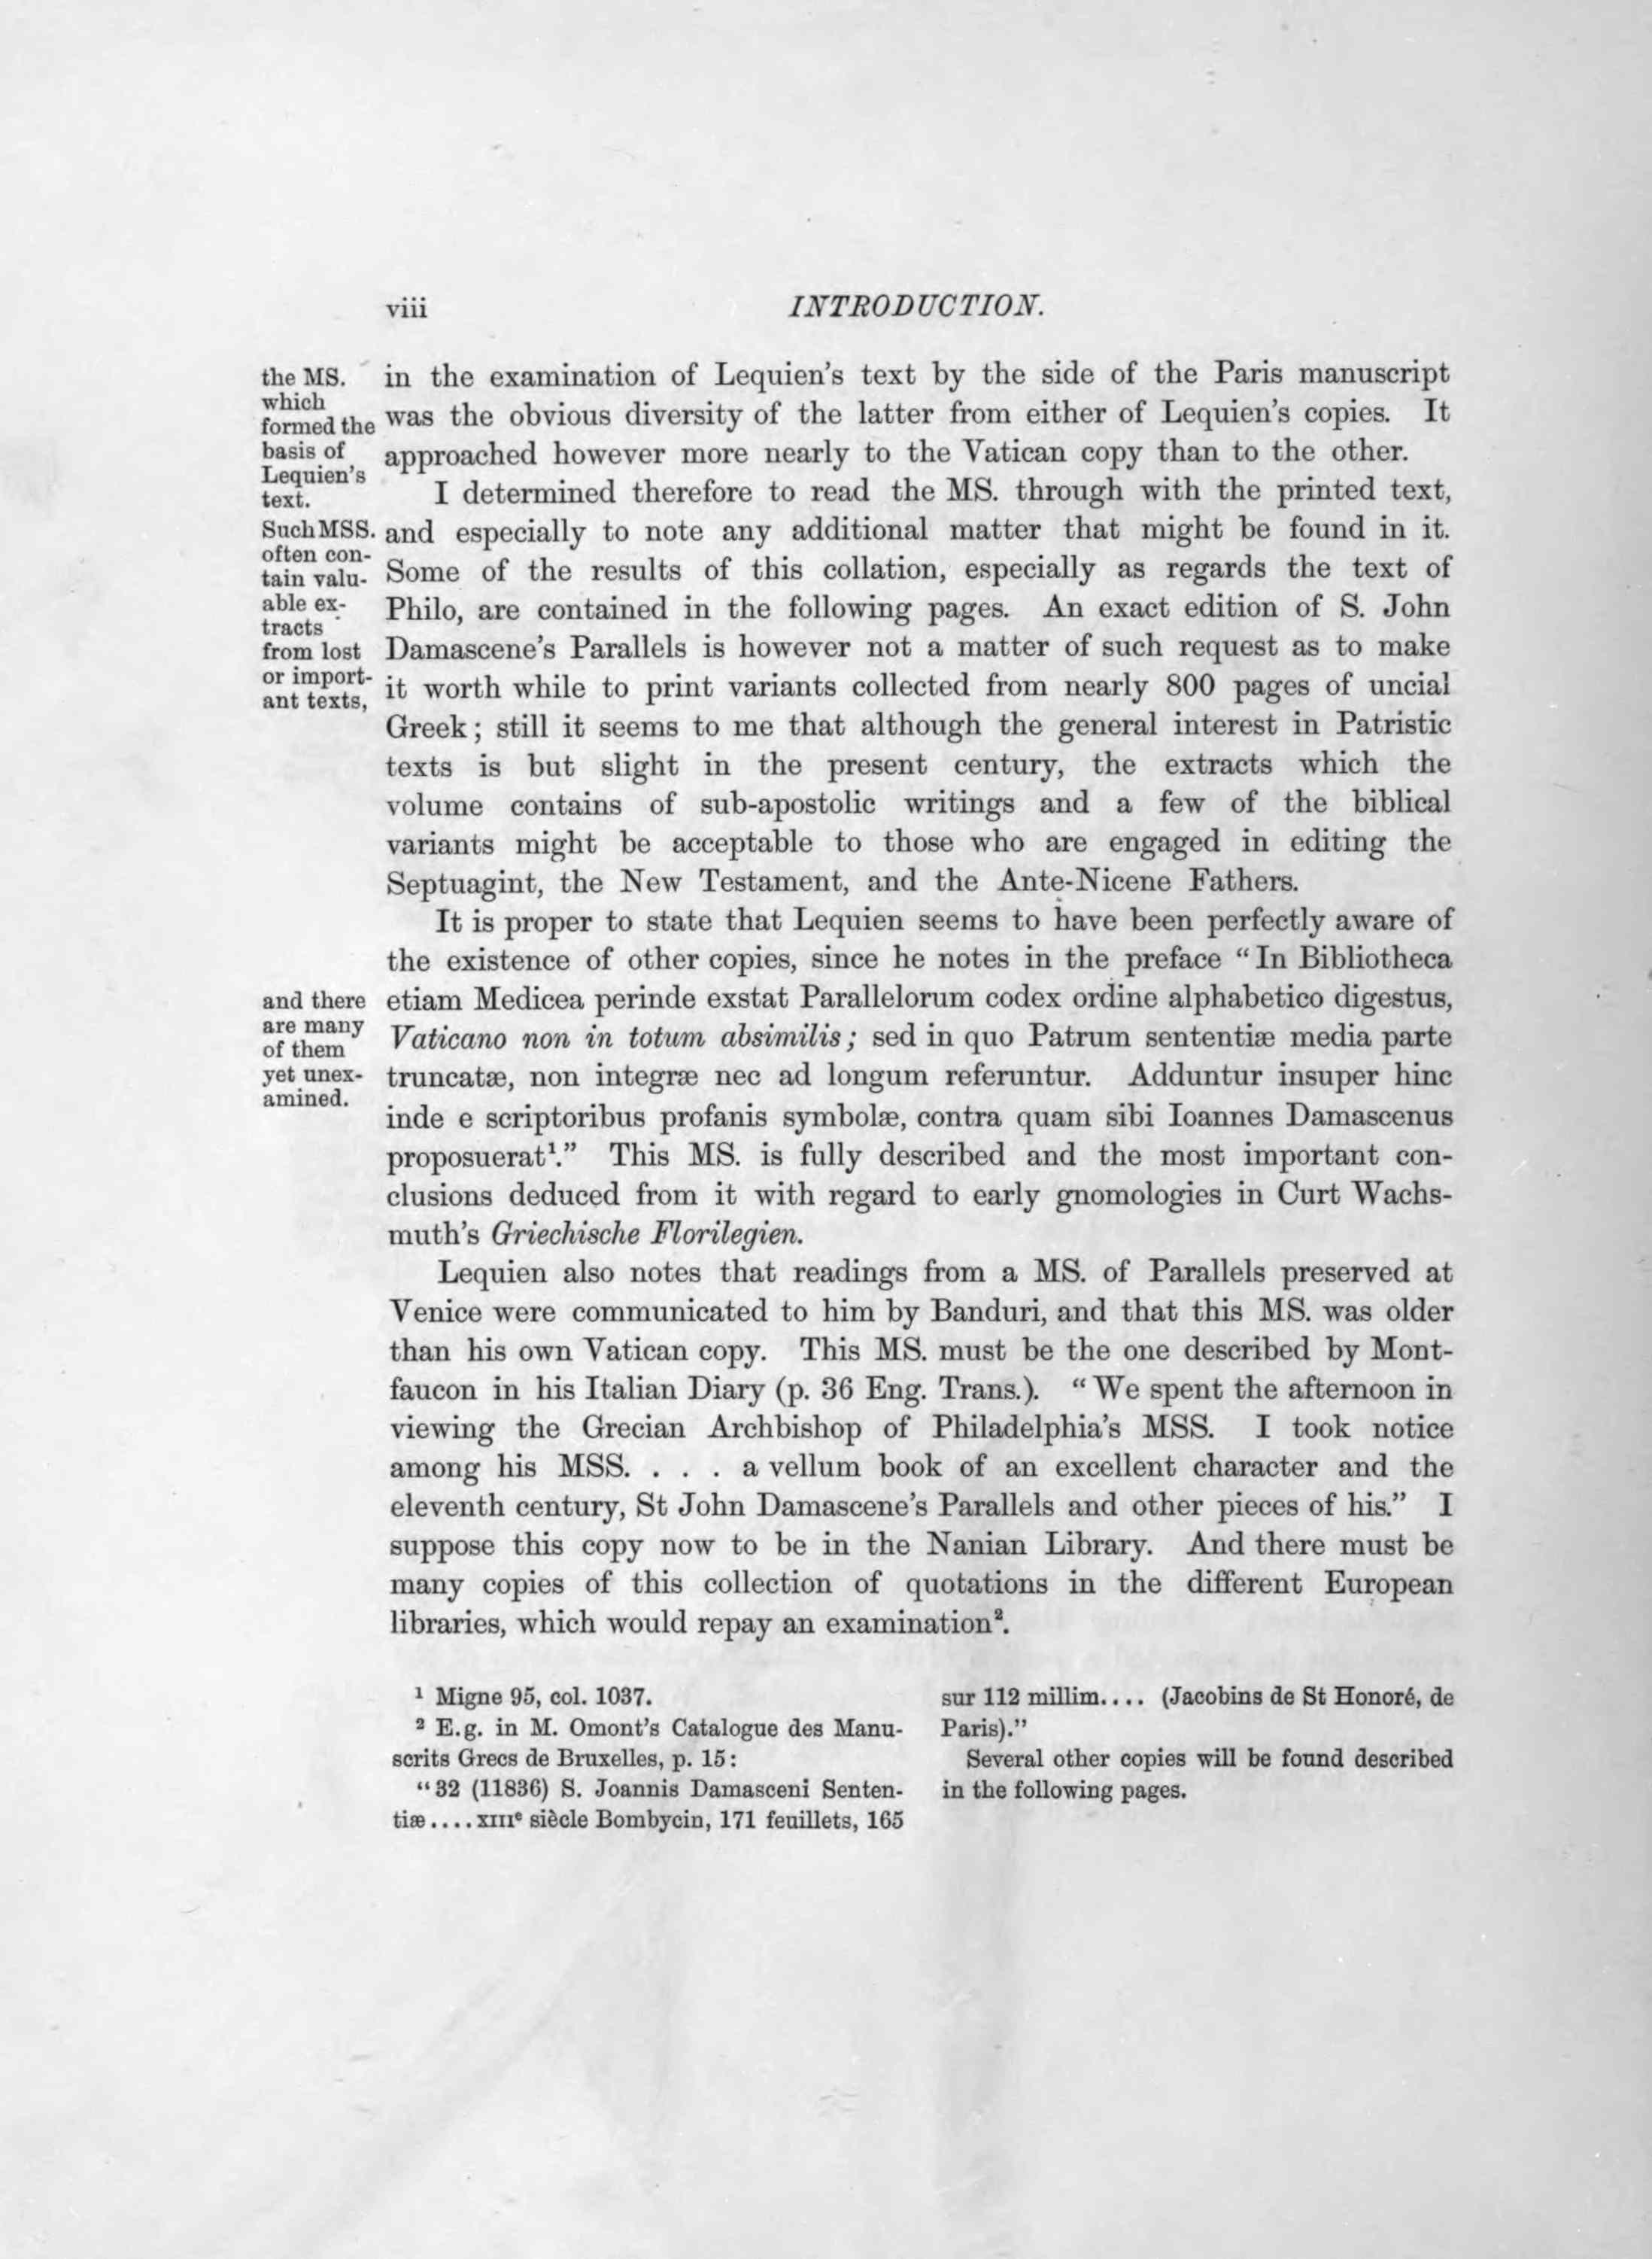 viii
INTRODUCTION.
the MS.
which
formed the
basis of
Lequien's
text.
Such MSS.
often con-
tain valu-
able ex-
tracts
from lost
or import-
ant texts,
in the examination of Lequien's text by the side of the Paris manuscript
was the obvious diversity of the latter from either of Lequien's copies. It
approached however more nearly to the Vatican copy than to the other.
I determined therefore to read the MS. through with the printed text,
and especially to note any additional matter that might be found in it.
Some of the results of this collation, especially as regards the text of
Philo, are contained in the following pages. An exact edition of S. John
Damascene's Parallels is however not a matter of such request as to make
it worth while to print variants collected from nearly 800 pages of uncial
Greek; still it seems to me that although the general interest in Patristic
texts is but slight in the present century, the extracts which the
volume contains of sub-apostolic writings and a few of the biblical
variants might be acceptable to those who are engaged in editing the
Septuagint, the New Testament, and the Ante-Nicene Fathers.
It is proper to state that Lequien seems to have been perfectly aware of
the existence of other copies, since he notes in the preface "In Bibliotheca
and there
are many
of them
yet unex-
amined.
etiam Medicea perinde exstat Parallelorum codex ordine alphabetico digestus,
Vaticano non in totum absimilis; sed in quo Patrum sententiæ media parte
truncatæ, non integræ nec ad longum referuntur. Adduntur insuper hinc
inde e scriptoribus profanis symbolæ, contra quam sibi Ioannes Damascenus
proposuerat¹." This MS. is fully described and the most important con-
clusions deduced from it with regard to early gnomologies in Curt Wachs-
muth's Griechische Florilegien.
Lequien also notes that readings from a MS. of Parallels preserved at
Venice were communicated to him by Banduri, and that this MS. was older
than his own Vatican copy. This MS. must be the one described by Mont-
faucon in his Italian Diary (p. 36 Eng. Trans.). "We spent the afternoon in
viewing the Grecian Archbishop of Philadelphia's MSS. I took notice
among his MSS. . . . a vellum book of an excellent character and the
eleventh century, St John Damascene's Parallels and other pieces of his." I
suppose this copy now to be in the Nanian Library. And there must be
many copies of this collection of quotations in the different European
libraries, which would repay an examination².
¹ Migne 95, col. 1037.
² E.g. in M. Omont's Catalogue des Manu-
scrits Grecs de Bruxelles, p. 15:
"32 (11836) S. Joannis Damasceni Senten-
tiæ....XIIIᵉ siècle Bombycin, 171 feuillets, 165
sur 112 millim.... (Jacobins de St Honoré, de
Paris)."
Several other copies will be found described
in the following pages.